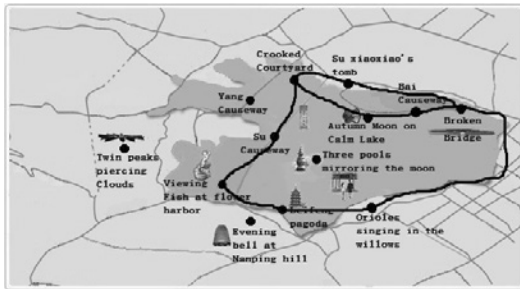 Crooked
Courtyard
Su xiaoxiao's
tomb
Yang
Causeway
Bai
Causeway
Su
Causeway
Autumn Moon on
Calm Lake
Broken
Bridge
Twin peaks
piercing
Clouds
Three pools
mirroring the moon
Viewing
Fish at flower
harbor
Leifeng
pagoda
Orioles
singing in the
willows
Evening
bell at
Nanping hill